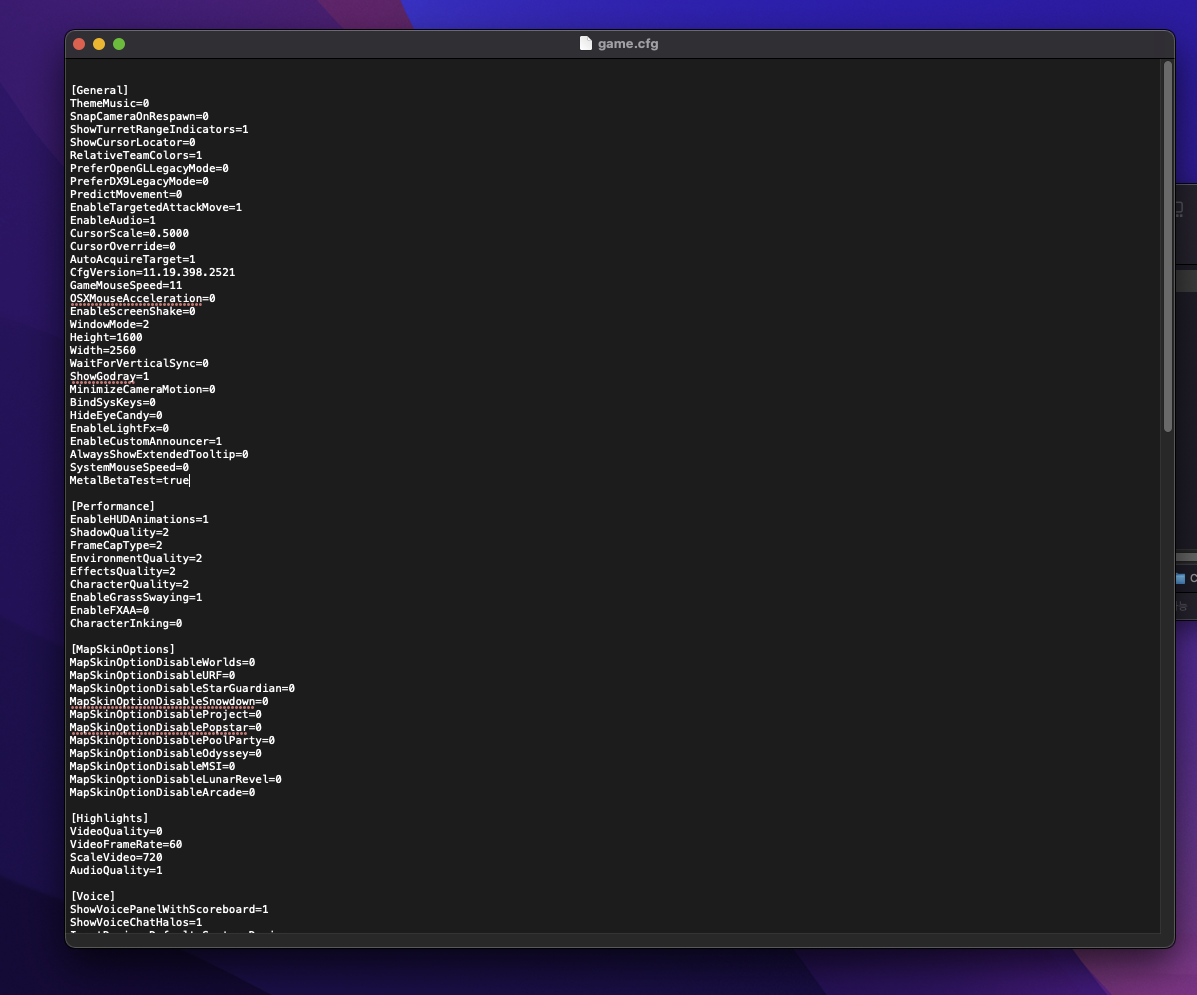 game.cfg
[General]
ThemeMusic=0
SnapCameraOnRespawn=0
ShowTurretRangeIndicators=1
ShowCursorLocator=0
RelativeTeamColors=1
PreferOpenGLLegacyMode=0
PreferDX9LegacyMode=0
PredictMovement=0
EnableTargetedAttackMove=1
EnableAudio=1
CursorScale=0.5000
CursorOverride=0
AutoAcquireTarget=1
CfgVersion=11.19.398.2521
GameMouseSpeed=11
OSXMouseAcceleration=0
EnableScreenShake=0
WindowMode=2
Height=1600
Width=2560
WaitForVerticalSync=0
ShowGodray=1
MinimizeCameraMotion=0
BindSysKeys=0
HideEyeCandy=0
EnableLightFx=0
EnableCustomAnnouncer=1
AlwaysShowExtendedTooltip=0
SystemMouseSpeed=0
MetalBetaTest=true
[Performance]
EnableHUDAnimations=1
ShadowQuality=2
FrameCapType=2
EnvironmentQuality=2
EffectsQuality=2
CharacterQuality=2
EnableGrassSwaying=1
EnableFXAA=0
CharacterInking=0
[MapSkinOptions]
MapSkinOptionDisableWorlds=0
MapSkinOptionDisableURF=0
MapSkinOptionDisableStarGuardian=0
MapSkinOptionDisableSnowdown=0
MapSkinOptionDisableProject=0
MapSkinOptionDisablePopstar=0
MapSkinOptionDisablePoolParty=0
MapSkinOptionDisableOdyssey=0
MapSkinOptionDisableMSI=0
MapSkinOptionDisableLunarRevel=0
MapSkinOptionDisableArcade=0
[Highlights]
VideoQuality=0
VideoFrameRate=60
ScaleVideo=720
AudioQuality=1
[Voice]
ShowVoicePanelWithScoreboard=1
ShowVoiceChatHalos=1